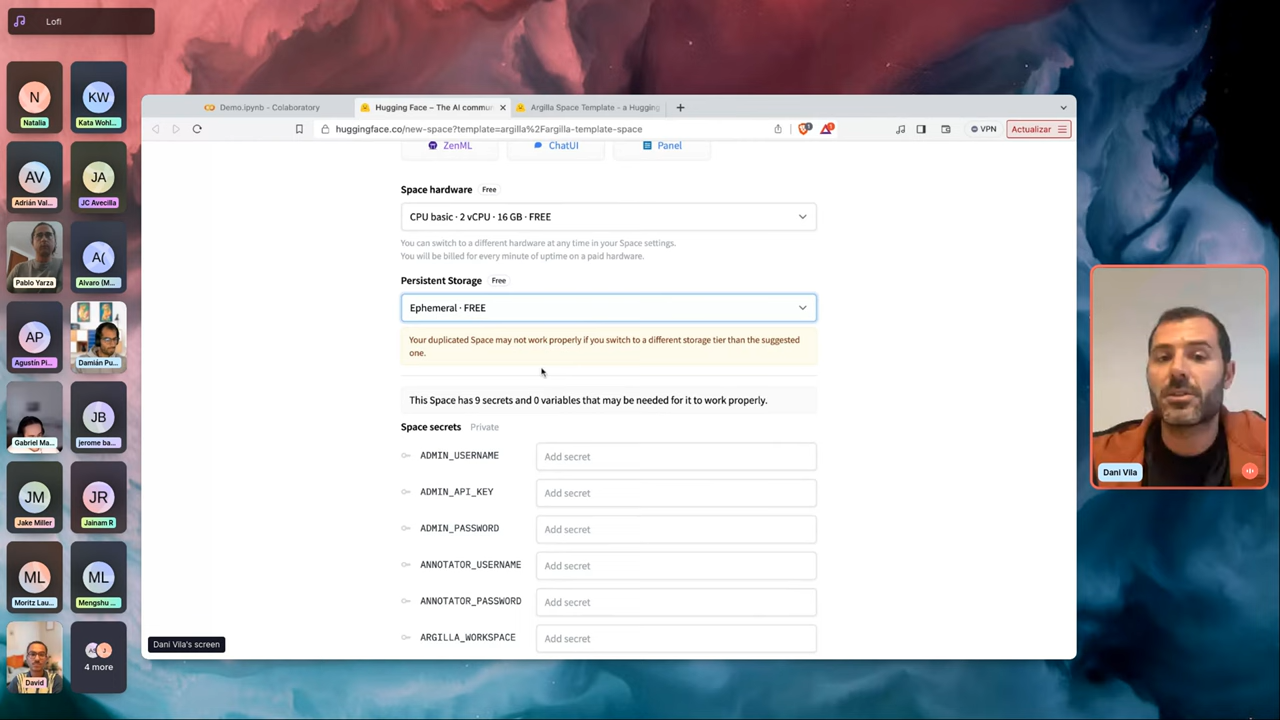 Lofi
N
Natalia
KW
Kata Wohl...
AV
Adrián Val...
JA
JC Avecilla
Pablo Yarza
A(
Alvaro (M...
AP
Agustín Pi...
Damián Pu...
Gabriel Ma...
JB
jerome ba...
JM
Jake Miller
JR
Jainam R
ML
Moritz Lau...
ML
Mengshu ...
David
4 more
Demo.ipynb - Colaboratory
Hugging Face – The AI commun
Argilla Space Template - a Hugging
huggingface.co/new-space?template=argilla%2Fargilla-template-space
VPN
Actualizar
ZenML
ChatUI
Panel
Space hardware Free
CPU basic · 2 vCPU · 16 GB · FREE
You can switch to a different hardware at any time in your Space settings.
You will be billed for every minute of uptime on a paid hardware.
Persistent Storage Free
Ephemeral · FREE
Your duplicated Space may not work properly if you switch to a different storage tier than the suggested
one.
This Space has 9 secrets and 0 variables that may be needed for it to work properly.
Space secrets Private
ADMIN_USERNAME Add secret
ADMIN_API_KEY Add secret
ADMIN_PASSWORD Add secret
ANNOTATOR_USERNAME Add secret
ANNOTATOR_PASSWORD Add secret
ARGILLA_WORKSPACE Add secret
Dani Vila's screen
Dani Vila